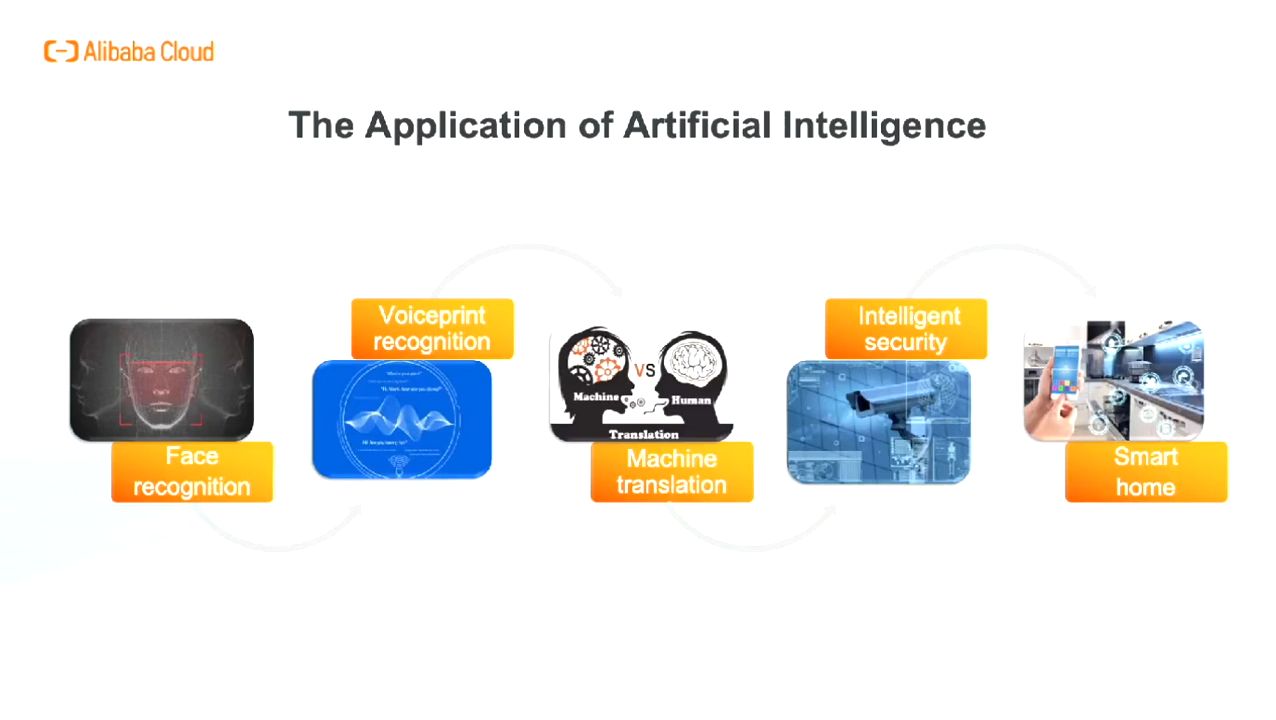 Alibaba Cloud
The Application of Artificial Intelligence
Face
recognition
Voiceprint
recognition
Machine
VS
Human
Translation
Machine
translation
Intelligent
security
Smart
home